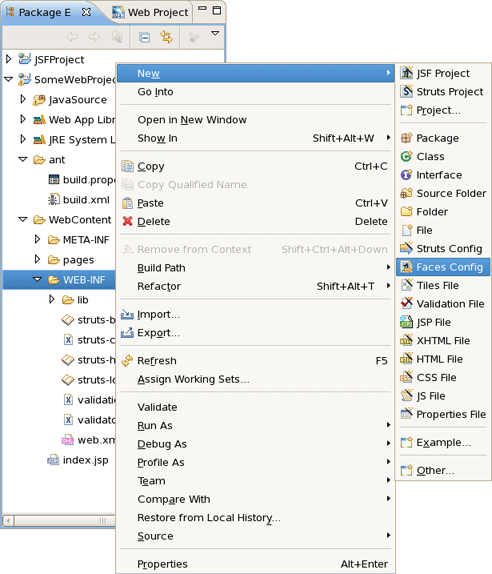 Package E
Web Project
JSFProject
SomeWebProj
JavaSource
Web App Lib
JRE System L
ant
build.prope
build.xml
WebContent
META-INF
pages
WEB-INF
lib
struts-b
struts-c
struts-h
struts-lo
validati
validato
web.xm
index.jsp
New
Go Into
Open in New Window
Show In Shift+Alt+W
Copy Ctrl+C
Copy Qualified Name
Paste Ctrl+V
Delete Delete
Remove from Context Shift+Ctrl+Alt+Down
Build Path
Refactor Shift+Alt+T
Import...
Export...
Refresh F5
Assign Working Sets...
Validate
Run As
Debug As
Profile As
Team
Compare With
Restore from Local History...
Source
Properties Alt+Enter
JSF Project
Struts Project
Project...
Package
Class
Interface
Source Folder
Folder
File
Struts Config
Faces Config
Tiles File
Validation File
JSP File
XHTML File
HTML File
CSS File
JS File
Properties File
Example...
Other...